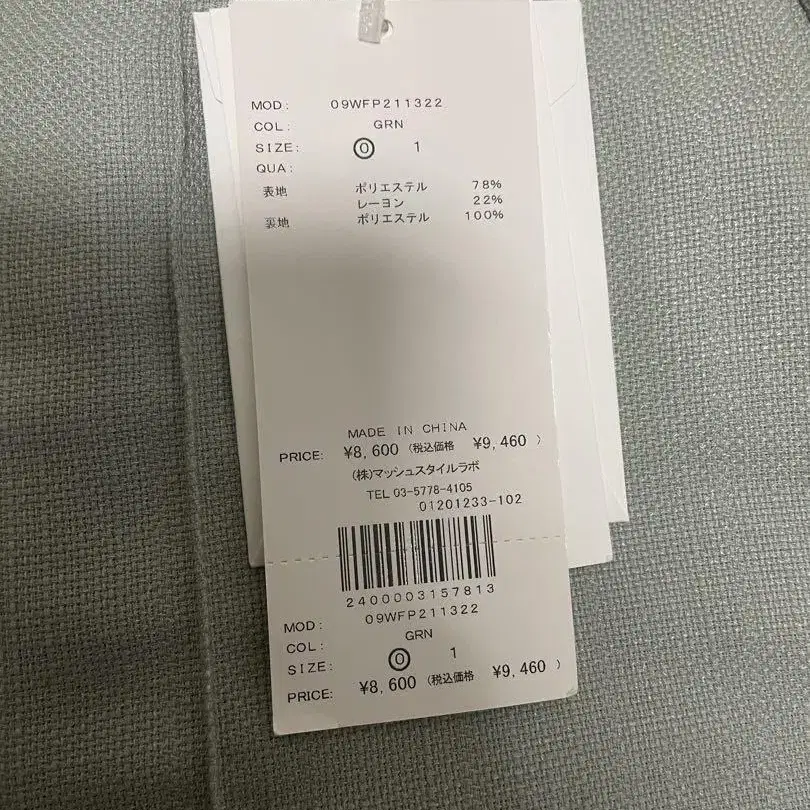 MOD: 09WFP211322
COL: GRN
SIZE: 0 1
QUA:
表地 ポリエステル 78%
レーヨン 22%
裏地 ポリエステル 100%
MADE IN CHINA
PRICE: ¥8,600 (税込価格 ¥9,460 )
(株)マッシュスタイルラボ
TEL 03-5778-4105
01201233-102
2400003157813
MOD: 09WFP211322
COL: GRN
SIZE: 0 1
PRICE: ¥8,600 (税込価格 ¥9,460 )